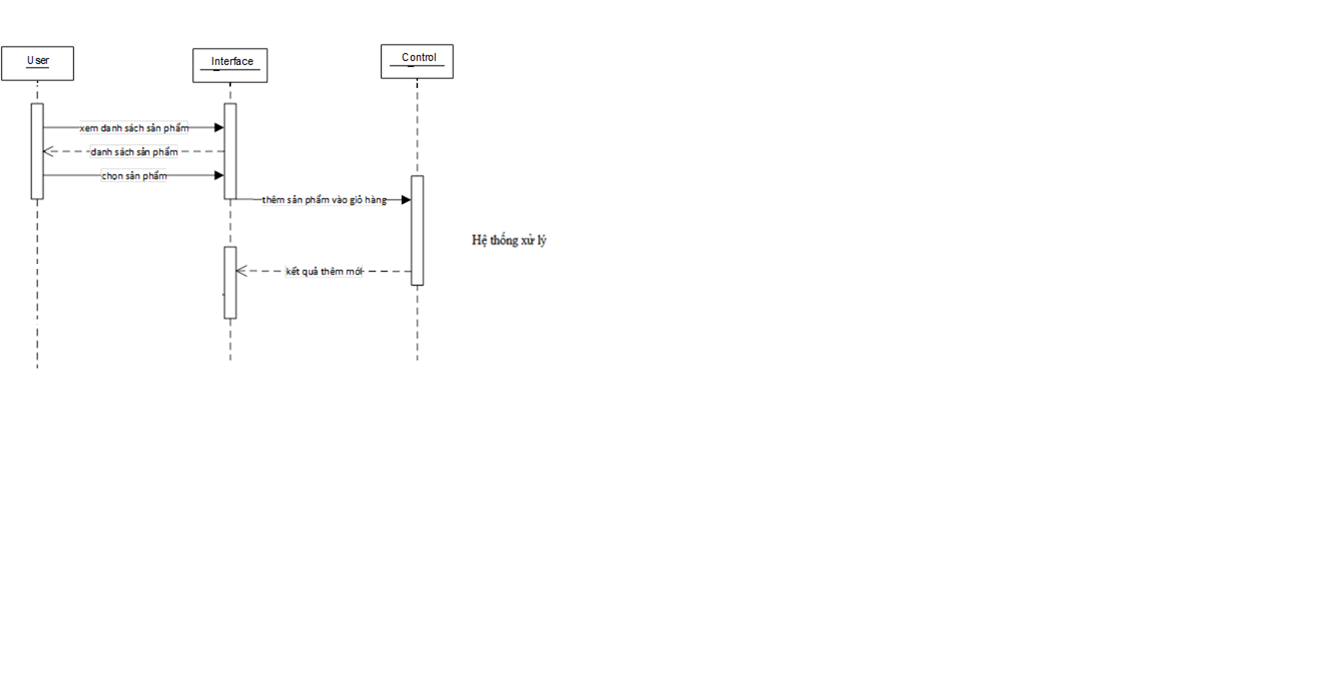 User
Interface
Control
xem danh sách sản phẩm
danh sách sản phẩm
chọn sản phẩm
thêm sản phẩm vào giỏ hàng
Hệ thống xử lý
kết quả thêm mới